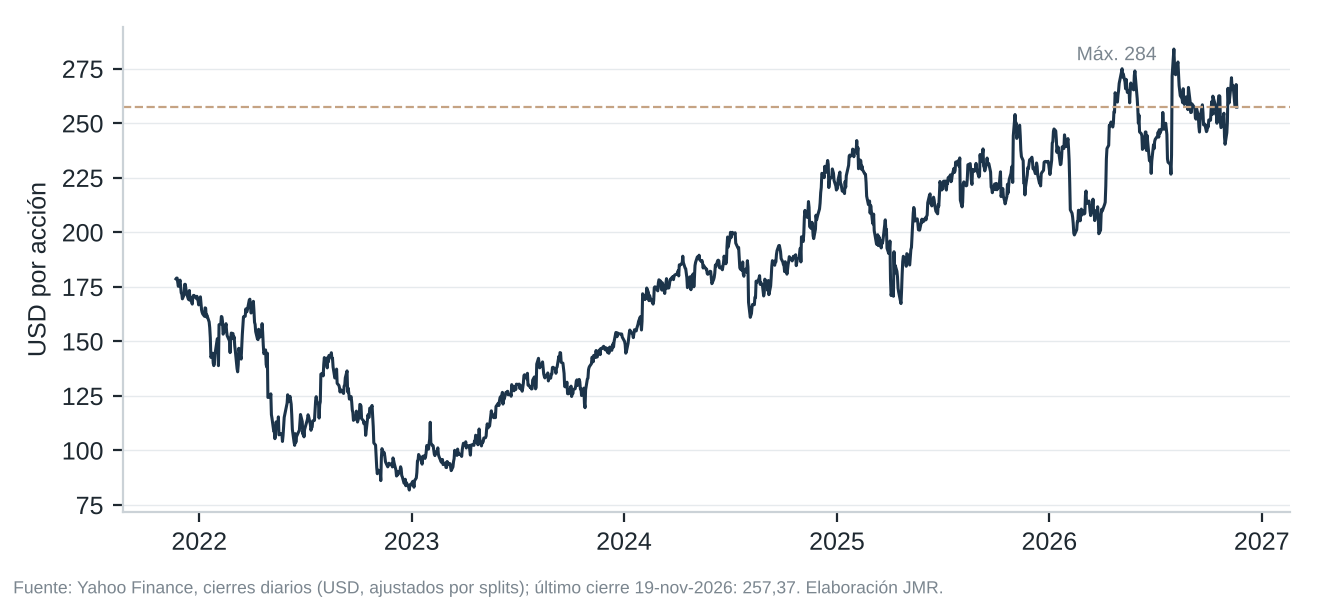 Máx. 284
275
250
225
200
175
150
125
100
75
USD por acción
2022 2023 2024 2025 2026 2027
Fuente: Yahoo Finance, cierres diarios (USD, ajustados por splits); último cierre 19-nov-2026: 257,37. Elaboración JMR.